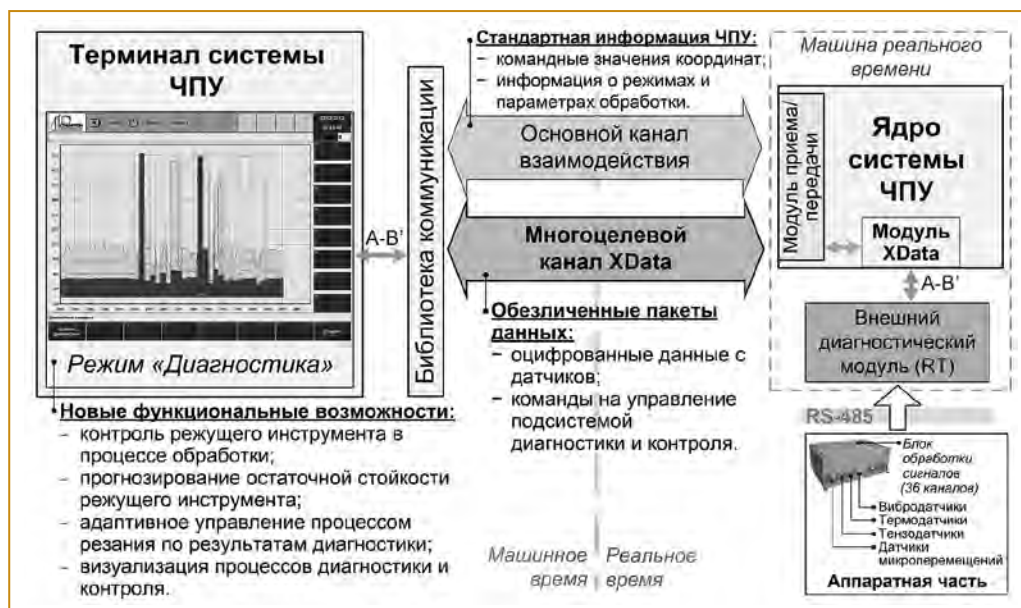 Терминал системы
ЧПУ
Режим «Диагностика»
Новые функциональные возможности:
– контроль режущего инструмента в
процессе обработки;
– прогнозирование остаточной стойкости
режущего инструмента;
– адаптивное управление процессом
резания по результатам диагностики;
– визуализация процессов диагностики и
контроля.
А-В'
Библиотека коммуникации
Стандартная информация ЧПУ:
– командные значения координат;
– информация о режимах и
параметрах обработки.
Основной канал
взаимодействия
Многоцелевой
канал XData
Обезличенные пакеты
данных:
– оцифрованные данные с
датчиков;
– команды на управление
подсистемой
диагностики и контроля.
Машинное
время
Реальное
время
Машина реального
времени
Модуль приема/
передачи
Ядро
системы
ЧПУ
Модуль
XData
А-В'
Внешний
диагностический
модуль (RT)
RS-485
Блок
обработки
сигналов
(36 каналов)
Вибродатчики
Термодатчики
Тензодатчики
Датчики
микроперемещений
Аппаратная часть